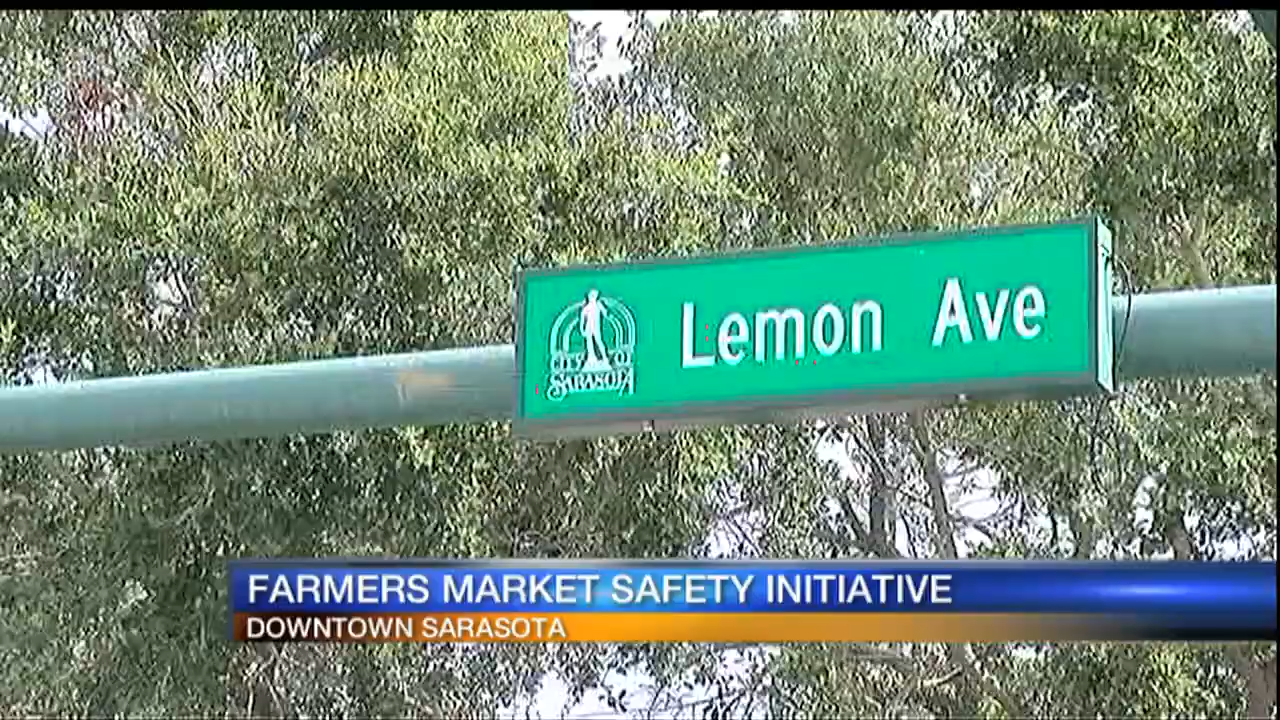 CITY OF
SARASOTA
Lemon Ave
FARMERS MARKET SAFETY INITIATIVE
DOWNTOWN SARASOTA